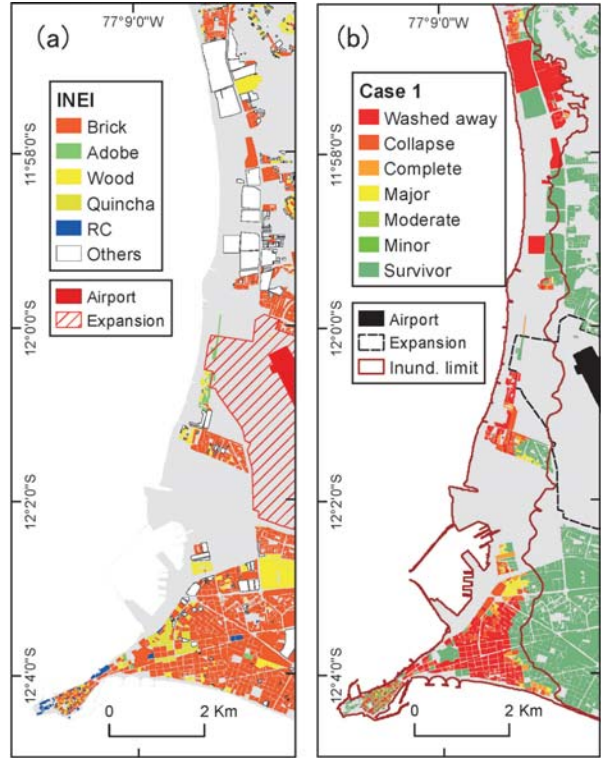 77°9'0"W
(a)
INEI
Brick
Adobe
Wood
Quincha
RC
Others
Airport
Expansion
11°58'0"S
12°0'0"S
12°2'0"S
12°4'0"S
0 2 Km
77°9'0"W
(b)
Case 1
Washed away
Collapse
Complete
Major
Moderate
Minor
Survivor
Airport
Expansion
Inund. limit
11°58'0"S
12°0'0"S
12°2'0"S
12°4'0"S
0 2 Km